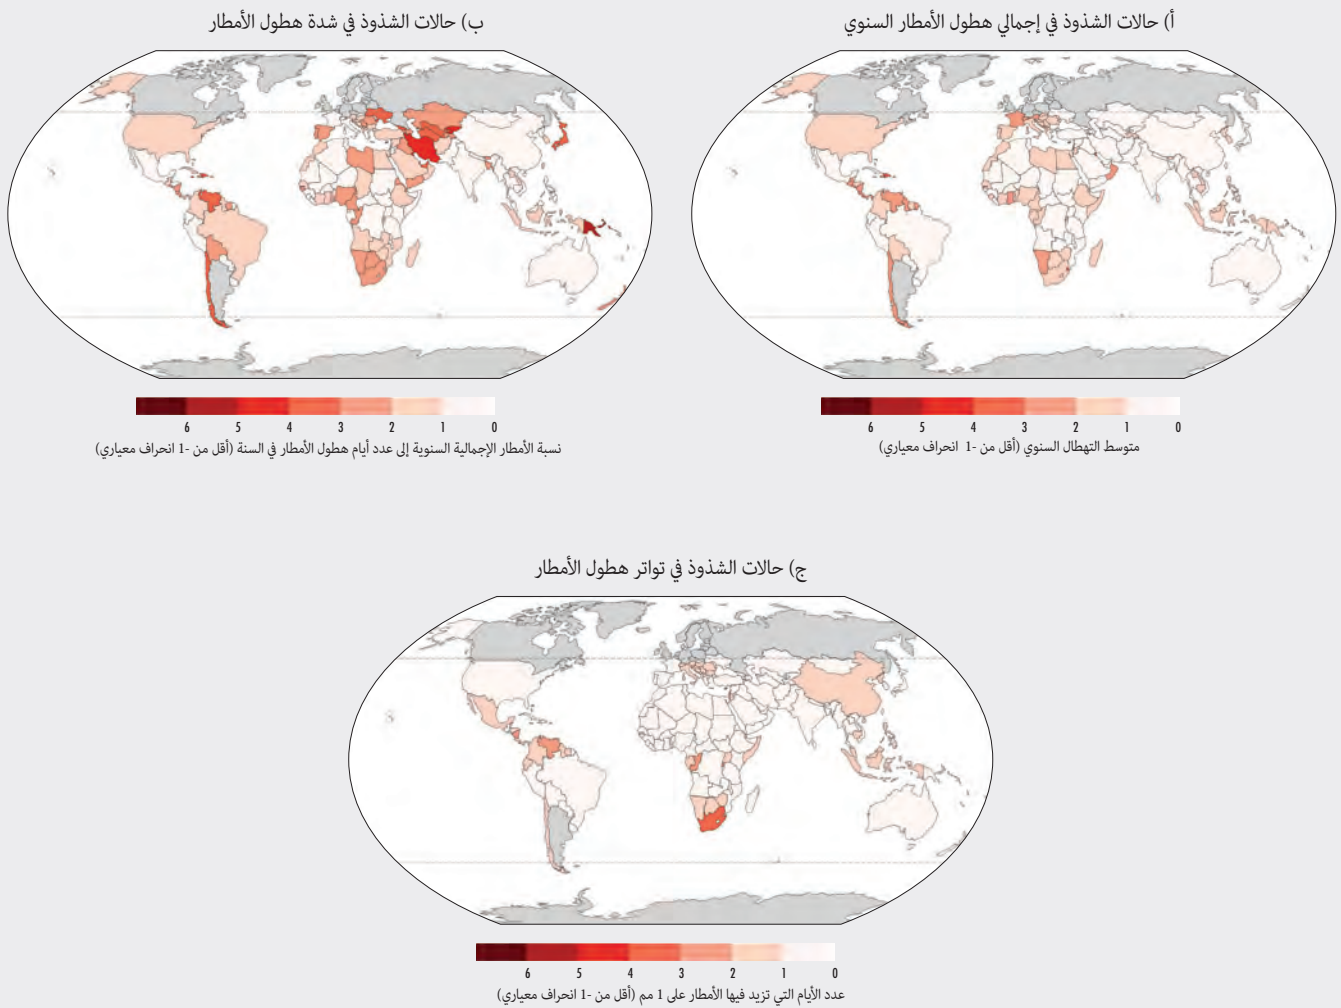 أ) حالات الشذوذ في إجمالي هطول الأمطار السنوي
6 5 4 3 2 1 0
متوسط التهطال السنوي (أقل من -1 انحراف معياري)
ب) حالات الشذوذ في شدة هطول الأمطار
6 5 4 3 2 1 0
نسبة الأمطار الإجمالية السنوية إلى عدد أيام هطول الأمطار في السنة (أقل من -1 انحراف معياري)
ج) حالات الشذوذ في تواتر هطول الأمطار
6 5 4 3 2 1 0
عدد الأيام التي تزيد فيها الأمطار على 1 مم (أقل من -1 انحراف معياري)